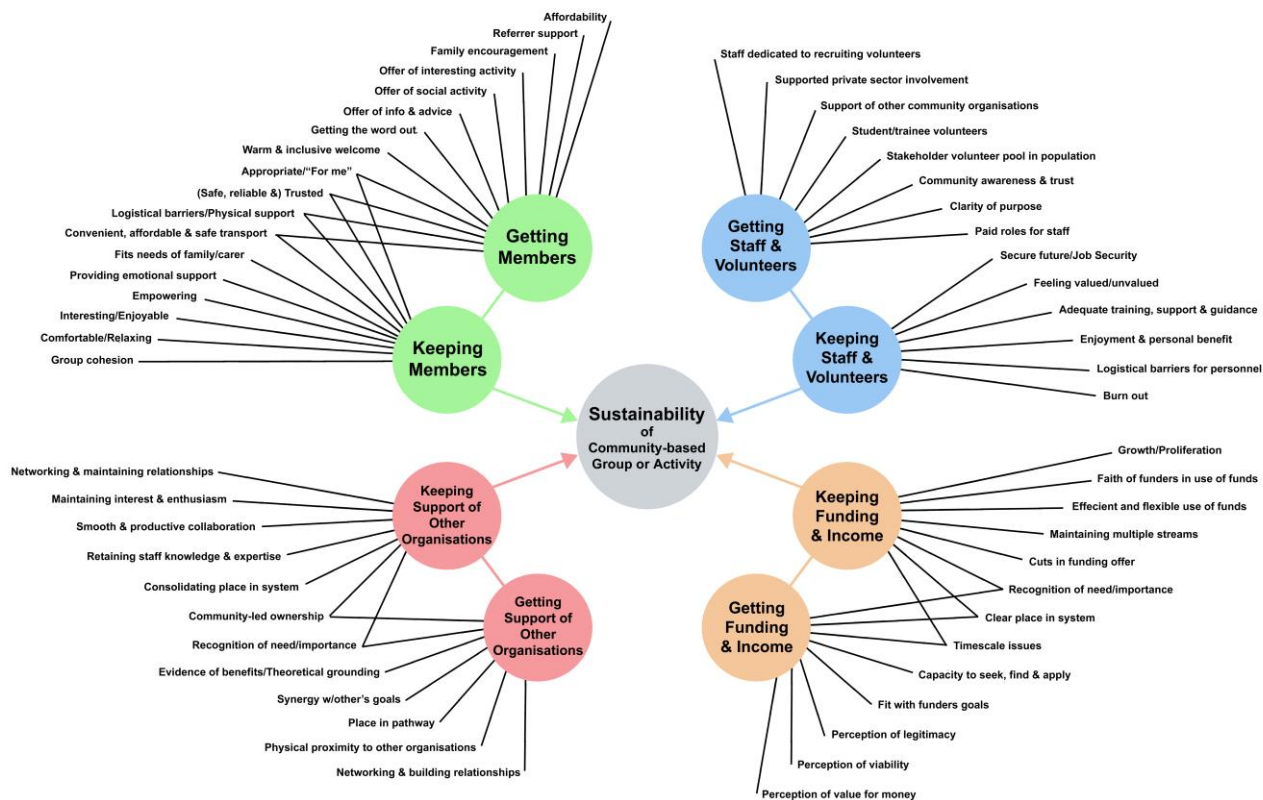 Affordability
Referrer support
Family encouragement
Offer of interesting activity
Offer of social activity
Offer of info & advice
Getting the word out
Warm & inclusive welcome
Appropriate/“For me”
(Safe, reliable &) Trusted
Logistical barriers/Physical support
Convenient, affordable & safe transport
Fits needs of family/carer
Providing emotional support
Empowering
Interesting/Enjoyable
Comfortable/Relaxing
Group cohesion
Getting
Members
Keeping
Members
Staff dedicated to recruiting volunteers
Supported private sector involvement
Support of other community organisations
Student/trainee volunteers
Stakeholder volunteer pool in population
Community awareness & trust
Clarity of purpose
Paid roles for staff
Getting
Staff &
Volunteers
Secure future/Job Security
Feeling valued/unvalued
Adequate training, support & guidance
Enjoyment & personal benefit
Logistical barriers for personnel
Burn out
Keeping
Staff &
Volunteers
Sustainability
of
Community-based
Group or Activity
Networking & maintaining relationships
Maintaining interest & enthusiasm
Smooth & productive collaboration
Retaining staff knowledge & expertise
Consolidating place in system
Community-led ownership
Recognition of need/importance
Evidence of benefits/Theoretical grounding
Synergy w/other’s goals
Place in pathway
Physical proximity to other organisations
Networking & building relationships
Keeping
Support of
Other
Organisations
Getting
Support of
Other
Organisations
Growth/Proliferation
Faith of funders in use of funds
Effecient and flexible use of funds
Maintaining multiple streams
Cuts in funding offer
Recognition of need/importance
Clear place in system
Timescale issues
Capacity to seek, find & apply
Fit with funders goals
Perception of legitimacy
Perception of viability
Perception of value for money
Keeping
Funding
& Income
Getting
Funding
& Income